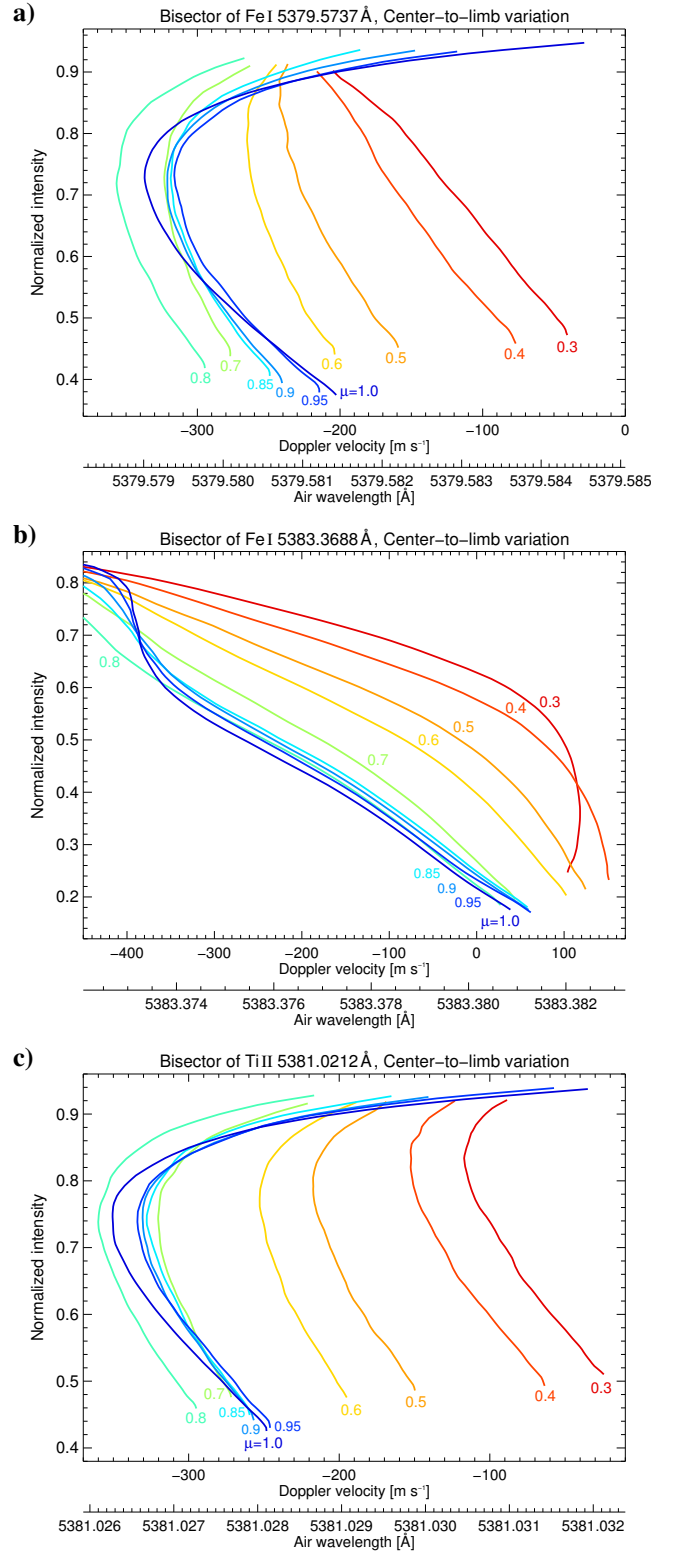 a)
Bisector of Fe I 5379.5737 Å, Center-to-limb variation
Normalized intensity
0.9
0.8
0.7
0.6
0.5
0.4
0.8
0.7
0.85
0.9
0.95
μ=1.0
0.6
0.5
0.4
0.3
−300 −200 −100 0
Doppler velocity [m s⁻¹]
5379.579 5379.580 5379.581 5379.582 5379.583 5379.584 5379.585
Air wavelength [Å]
b)
Bisector of Fe I 5383.3688 Å, Center-to-limb variation
Normalized intensity
0.8
0.7
0.6
0.5
0.4
0.3
0.2
0.8
0.3
0.4
0.5
0.6
0.7
0.85
0.9
0.95
μ=1.0
−400 −300 −200 −100 0 100
Doppler velocity [m s⁻¹]
5383.374 5383.376 5383.378 5383.380 5383.382
Air wavelength [Å]
c)
Bisector of Ti II 5381.0212 Å, Center-to-limb variation
Normalized intensity
0.9
0.8
0.7
0.6
0.5
0.4
0.8
0.7
0.85
0.9
0.95
μ=1.0
0.6
0.5
0.4
0.3
−300 −200 −100
Doppler velocity [m s⁻¹]
5381.026 5381.027 5381.028 5381.029 5381.030 5381.031 5381.032
Air wavelength [Å]